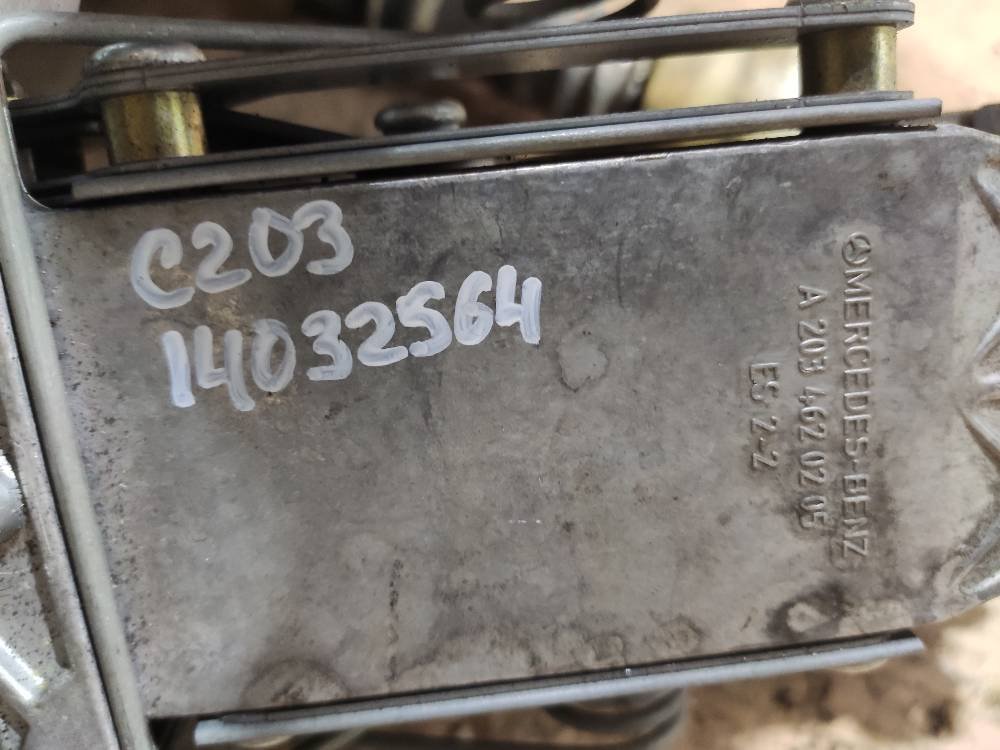 C203
14032564
MERCEDES-BENZ
A 203 462 02 05
ES 2-2